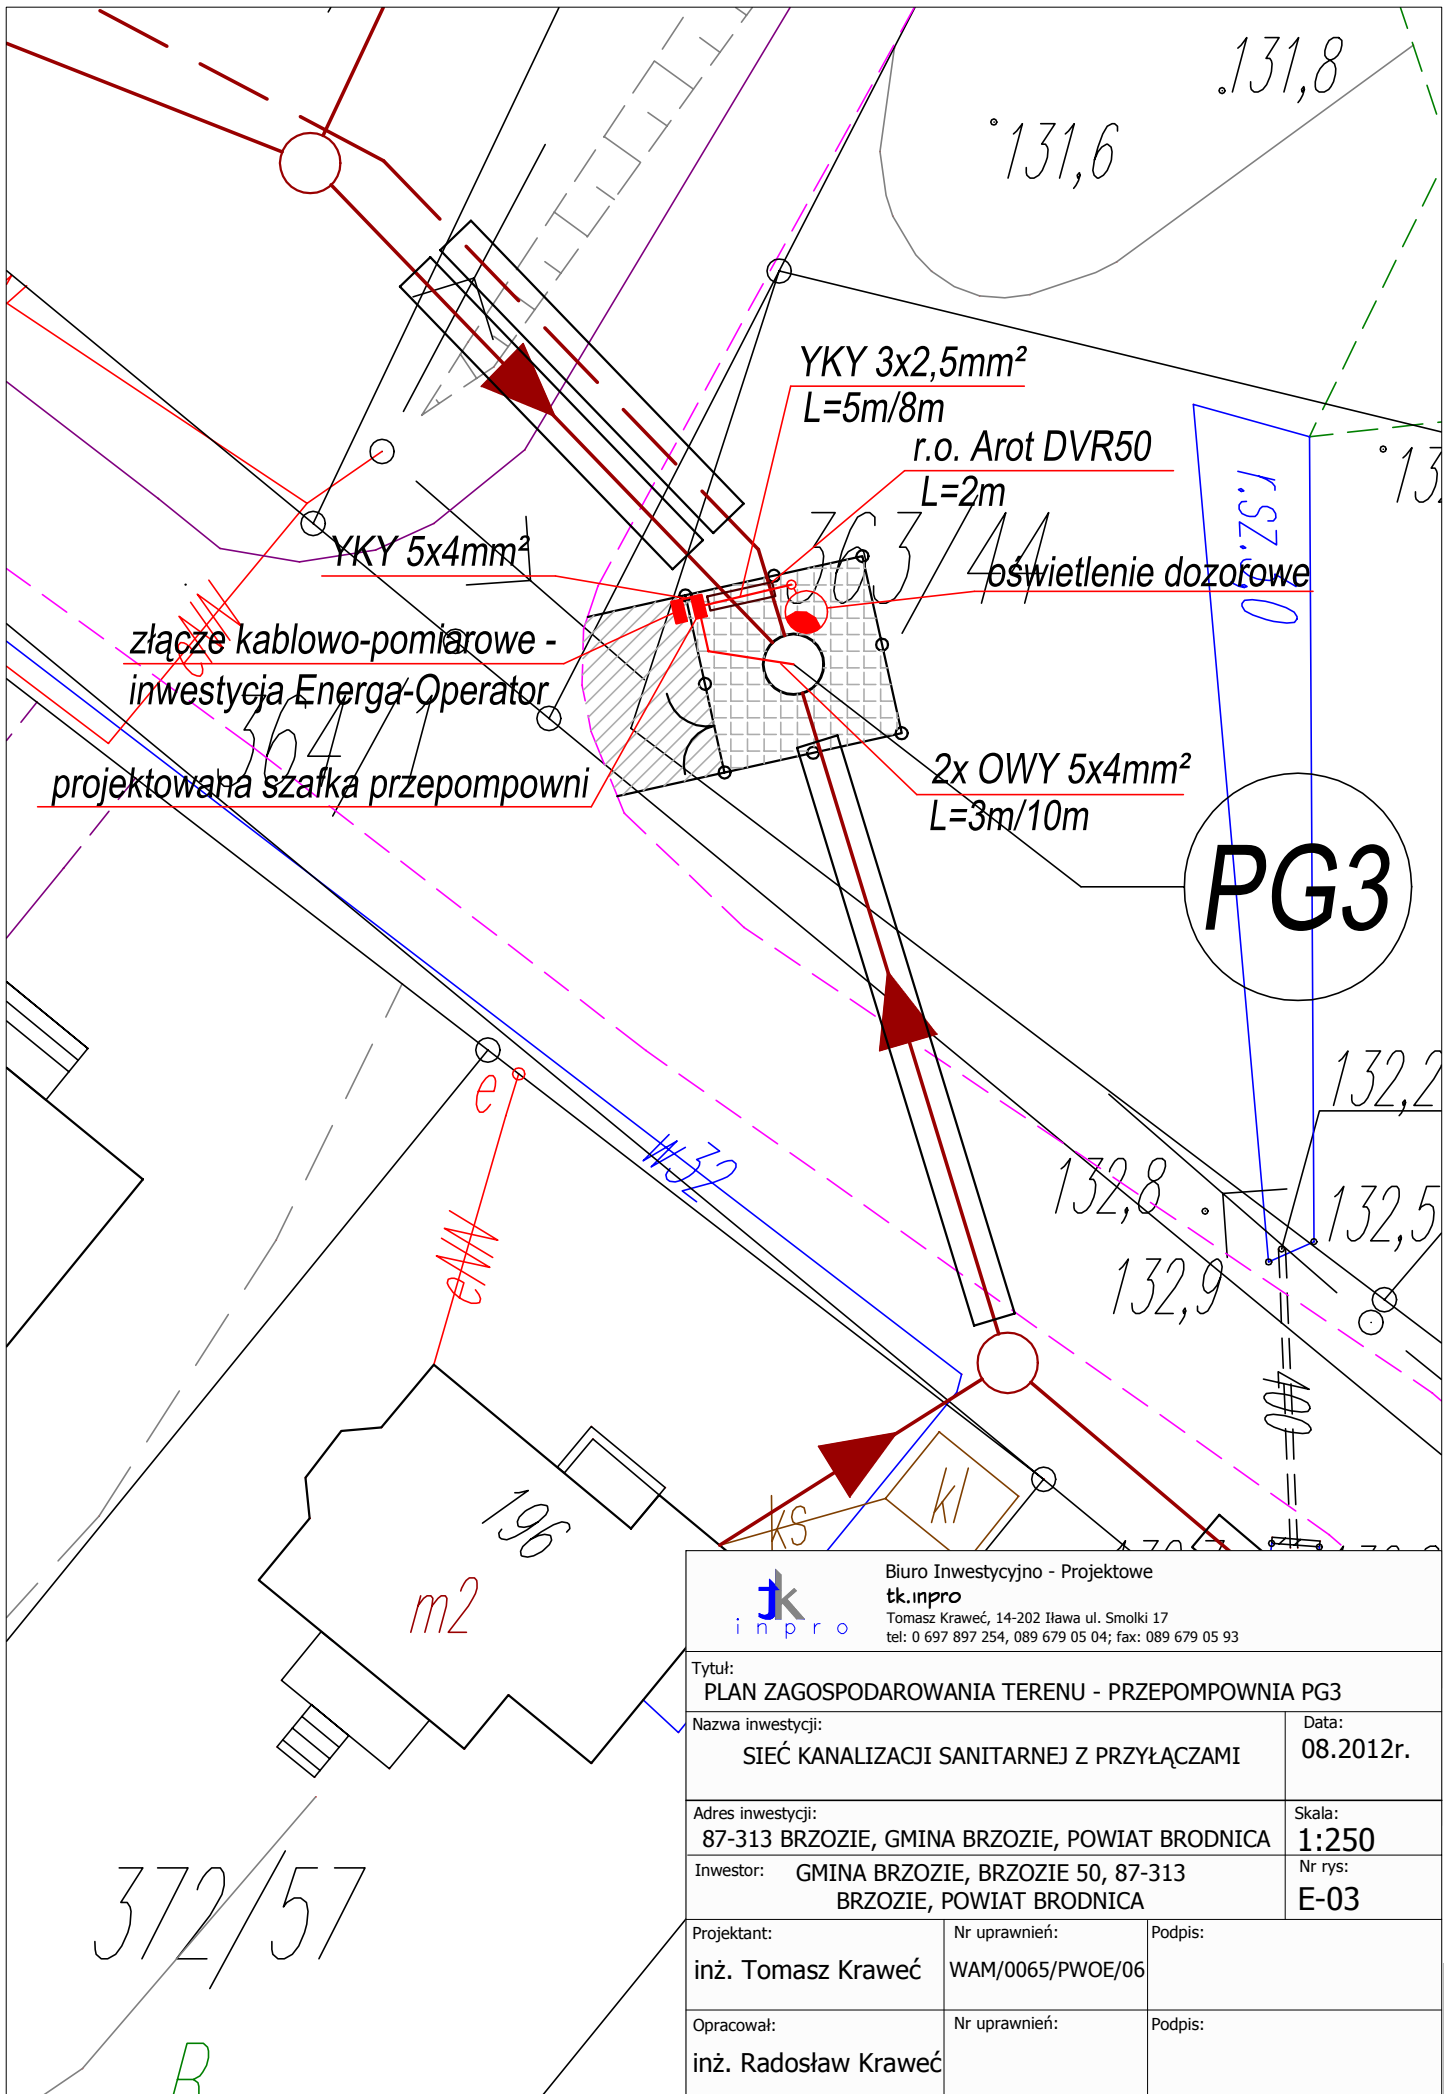 131,8
131,6
YKY 3x2,5mm²
L=5m/8m
r.o. Arot DVR50
L=2m
r.sz.
363/44
YKY 5x4mm²
oświetlenie dozorowe
eNN
złącze kablowo-pomiarowe -
inwestycja Energa-Operator
364/1
projektowana szafka przepompowni
2x OWY 5x4mm²
L=3m/10m
PG3
e
132,2
w32
132,8
132,5
eNN
132,9
400
196
ks
kl
m2
372/57
B
tk
inpro
Biuro Inwestycyjno - Projektowe
tk.inpro
Tomasz Kraweć, 14-202 Iława ul. Smolki 17
tel: 0 697 897 254, 089 679 05 04; fax: 089 679 05 93
Tytuł:
PLAN ZAGOSPODAROWANIA TERENU - PRZEPOMPOWNIA PG3
Nazwa inwestycji:
SIEĆ KANALIZACJI SANITARNEJ Z PRZYŁĄCZAMI
Data:
08.2012r.
Adres inwestycji:
87-313 BRZOZIE, GMINA BRZOZIE, POWIAT BRODNICA
Skala:
1:250
Inwestor:
GMINA BRZOZIE, BRZOZIE 50, 87-313
BRZOZIE, POWIAT BRODNICA
Nr rys:
E-03
Projektant:
inż. Tomasz Kraweć
Nr uprawnień:
WAM/0065/PWOE/06
Podpis:
Opracował:
inż. Radosław Kraweć
Nr uprawnień:
Podpis: